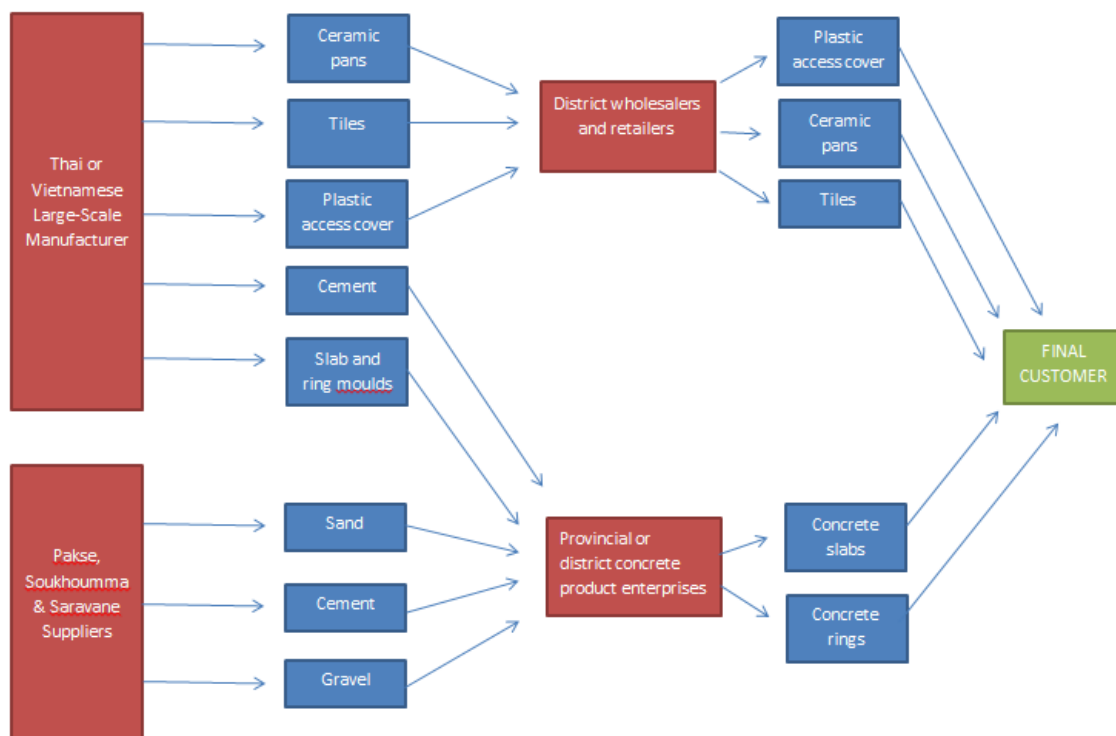 Thai or
Vietnamese
Large-Scale
Manufacturer
Ceramic
pans
Tiles
Plastic
access cover
Cement
Slab and
ring moulds
District wholesalers
and retailers
Plastic
access cover
Ceramic
pans
Tiles
FINAL
CUSTOMER
Pakse,
Soukhoumma
& Saravane
Suppliers
Sand
Cement
Gravel
Provincial or
district concrete
product enterprises
Concrete
slabs
Concrete
rings